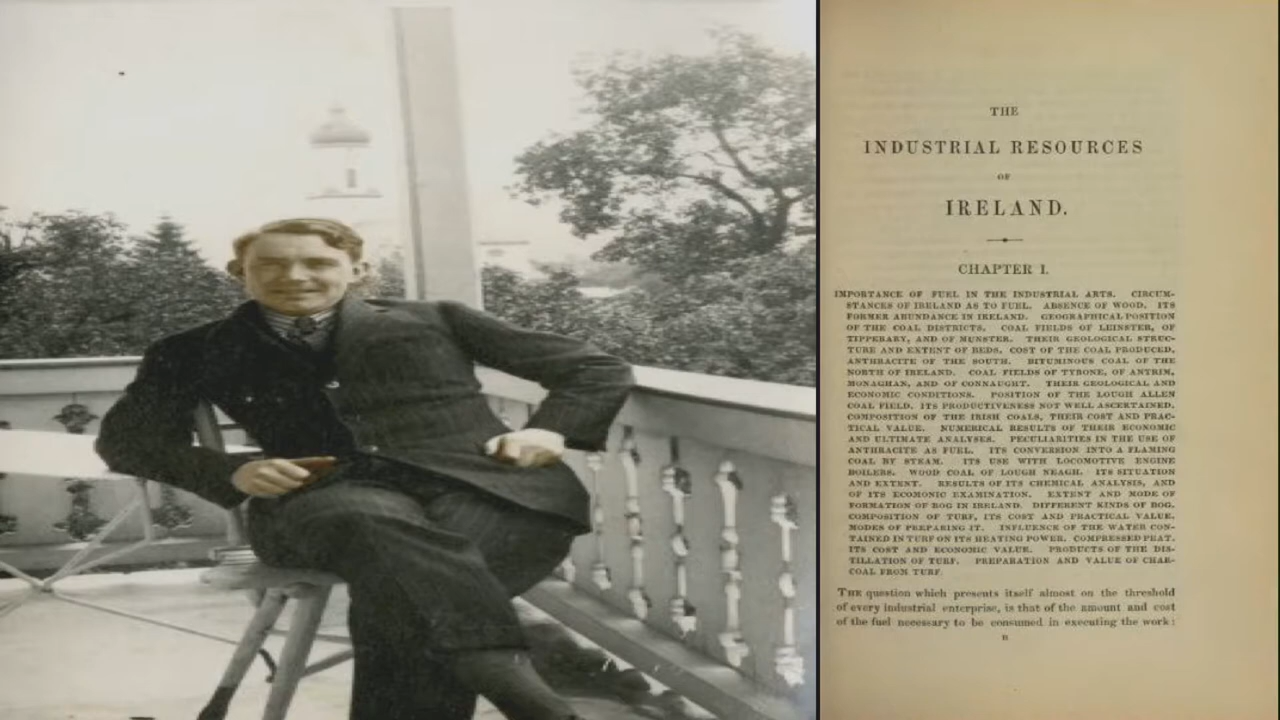 THE
INDUSTRIAL RESOURCES
OF
IRELAND.
CHAPTER I.
IMPORTANCE OF FUEL IN THE INDUSTRIAL ARTS. CIRCUM-
STANCES OF IRELAND AS TO FUEL. ABSENCE OF WOOD. ITS
FORMER ABUNDANCE IN IRELAND. GEOGRAPHICAL POSITION
OF THE COAL DISTRICTS. COAL FIELDS OF LEINSTER, OF
TIPPERARY, AND OF MUNSTER. THEIR GEOLOGICAL STRUC-
TURE AND EXTENT OF BEDS. COST OF THE COAL PRODUCED.
ANTHRACITE OF THE SOUTH. BITUMINOUS COAL OF THE
NORTH OF IRELAND. COAL FIELDS OF TYRONE, OF ANTRIM,
MONAGHAN, AND OF CONNAUGHT. THEIR GEOLOGICAL AND
ECONOMIC CONDITIONS. POSITION OF THE LOUGH ALLEN
COAL FIELD. ITS PRODUCTIVENESS NOT WELL ASCERTAINED.
COMPOSITION OF THE IRISH COALS, THEIR COST AND PRAC-
TICAL VALUE. NUMERICAL RESULTS OF THEIR ECONOMIC
AND ULTIMATE ANALYSES. PECULIARITIES IN THE USE OF
ANTHRACITE AS FUEL. ITS CONVERSION INTO A FLAMING
COAL BY STEAM. ITS USE WITH LOCOMOTIVE ENGINE
BOILERS. WOOD COAL OF LOUGH NEAGH. ITS SITUATION
AND EXTENT. RESULTS OF ITS CHEMICAL ANALYSIS, AND
OF ITS ECOMONIC EXAMINATION. EXTENT AND MODE OF
FORMATION OF BOG IN IRELAND. DIFFERENT KINDS OF BOG.
COMPOSITION OF TURF, ITS COST AND PRACTICAL VALUE.
MODES OF PREPARING IT. INFLUENCE OF THE WATER CON-
TAINED IN TURF ON ITS HEATING POWER. COMPRESSED PEAT.
ITS COST AND ECONOMIC VALUE. PRODUCTS OF THE DIS-
TILLATION OF TURF. PREPARATION AND VALUE OF CHAR-
COAL FROM TURF.
THE question which presents itself almost on the threshold
of every industrial enterprise, is that of the amount and cost
of the fuel necessary to be consumed in executing the work:
B